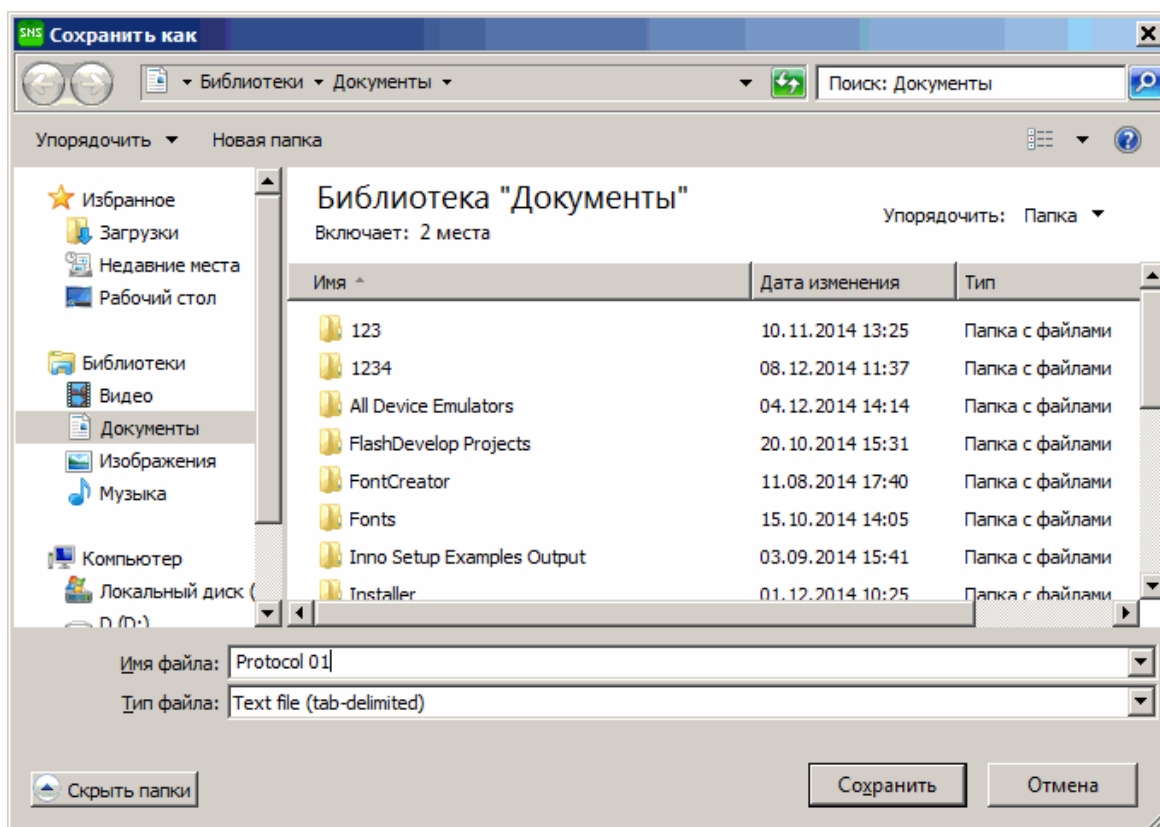 SNS Сохранить как
Библиотеки Документы
Поиск: Документы
Упорядочить Новая папка
Избранное
Загрузки
Недавние места
Рабочий стол
Библиотеки
Видео
Документы
Изображения
Музыка
Компьютер
Локальный диск (
D (D:)
Библиотека "Документы"
Включает: 2 места
Упорядочить: Папка
Имя Дата изменения Тип
123 10.11.2014 13:25 Папка с файлами
1234 08.12.2014 11:37 Папка с файлами
All Device Emulators 04.12.2014 14:14 Папка с файлами
FlashDevelop Projects 20.10.2014 15:31 Папка с файлами
FontCreator 11.08.2014 17:40 Папка с файлами
Fonts 15.10.2014 14:05 Папка с файлами
Inno Setup Examples Output 03.09.2014 15:41 Папка с файлами
Installer 01.12.2014 10:25 Папка с файлами
Имя файла: Protocol 01
Тип файла: Text file (tab-delimited)
Скрыть папки
Сохранить Отмена